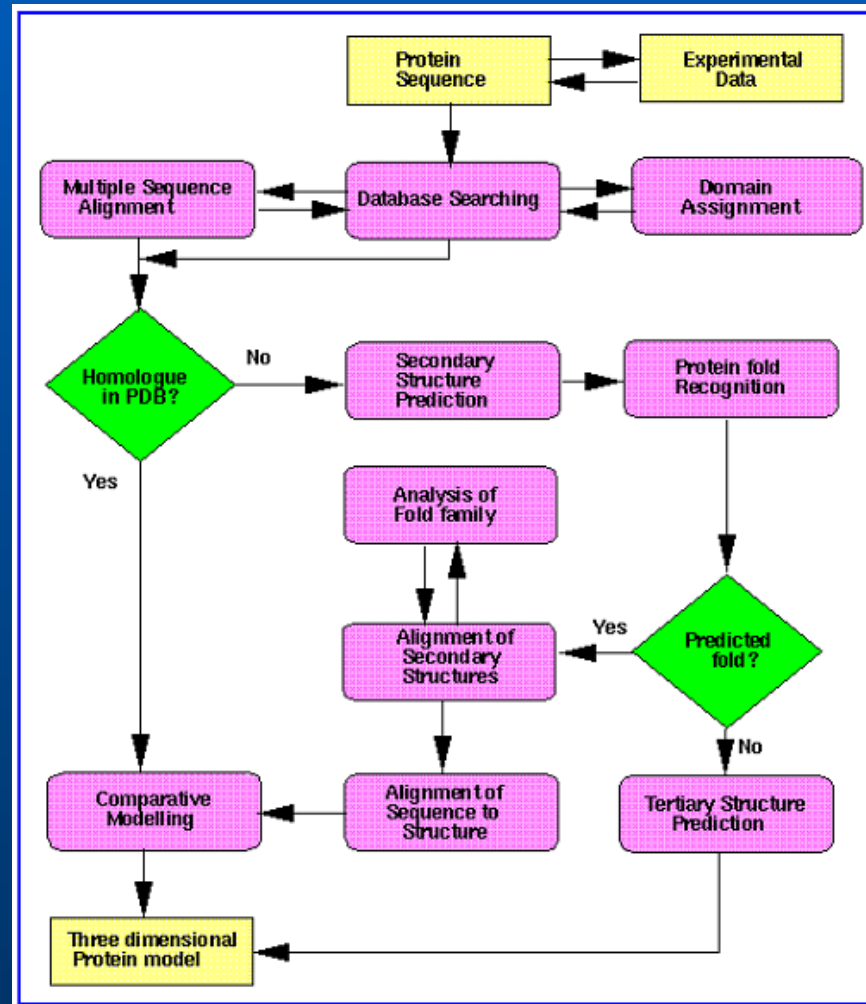 Protein
Sequence
Experimental
Data
Multiple Sequence
Alignment
Database Searching
Domain
Assignment
Homologue
in PDB?
No
Secondary
Structure
Prediction
Protein fold
Recognition
Yes
Analysis of
Fold family
Alignment of
Secondary
Structures
Yes
Predicted
fold?
No
Comparative
Modelling
Alignment of
Sequence to
Structure
Tertiary Structure
Prediction
Three dimensional
Protein model